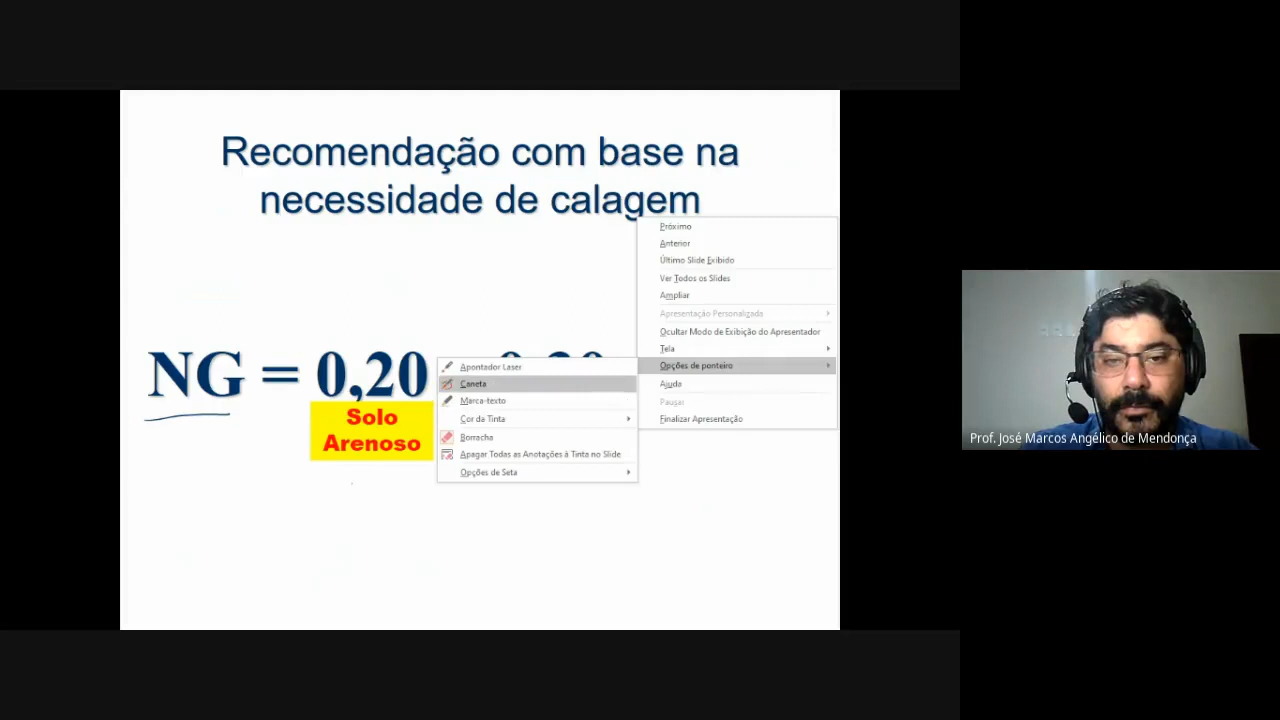 Recomendação com base na
necessidade de calagem
NG = 0,20
Solo
Arenoso
Próximo
Anterior
Último Slide Exibido
Ver Todos os Slides
Ampliar
Apresentação Personalizada
Ocultar Modo de Exibição do Apresentador
Tela
Opções de ponteiro
Ajuda
Pausar
Finalizar Apresentação
Apontador Laser
Caneta
Marca-texto
Cor da Tinta
Borracha
Apagar Todas as Anotações à Tinta no Slide
Opções de Seta
Prof. José Marcos Angélico de Mendonça